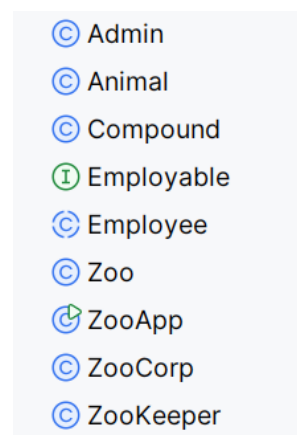 C Admin
C Animal
C Compound
I Employable
C Employee
C Zoo
C ZooApp
C ZooCorp
C ZooKeeper